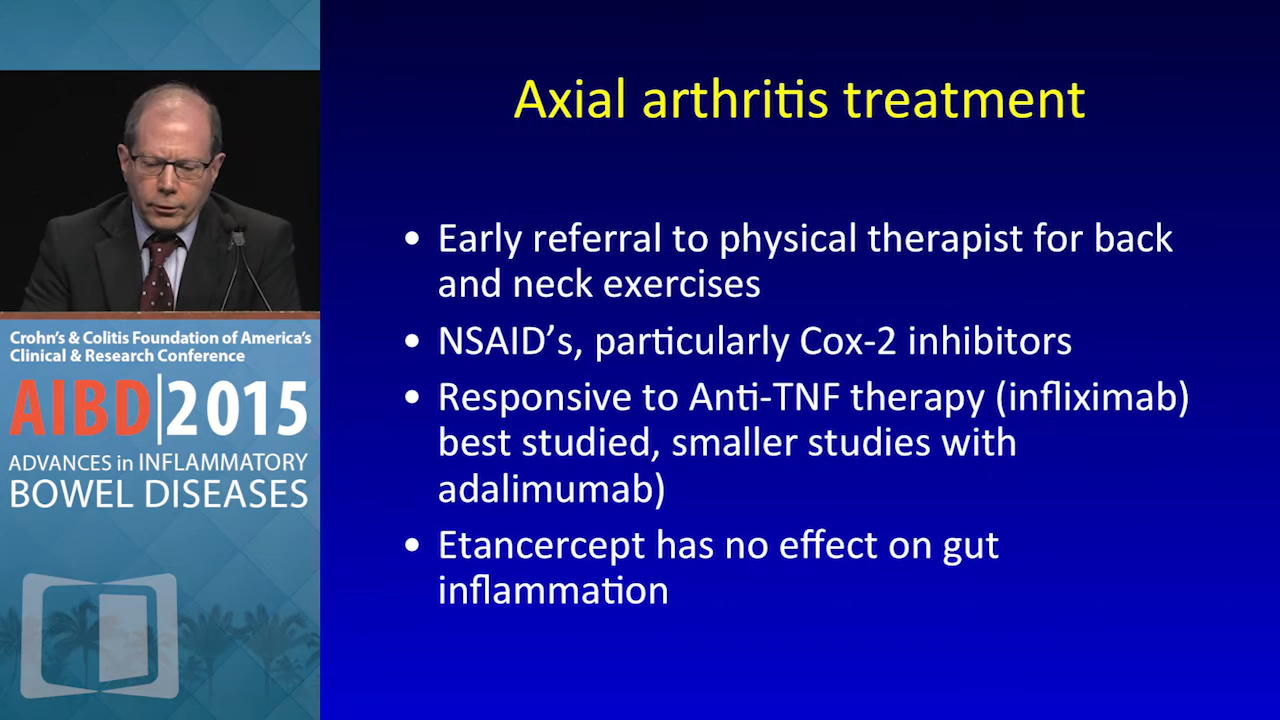 Axial arthritis treatment
• Early referral to physical therapist for back
and neck exercises
• NSAID’s, particularly Cox-2 inhibitors
• Responsive to Anti-TNF therapy (infliximab)
best studied, smaller studies with
adalimumab)
• Etancercept has no effect on gut
inflammation
Crohn’s & Colitis Foundation of America’s
Clinical & Research Conference
AIBD|2015
ADVANCES in INFLAMMATORY
BOWEL DISEASES